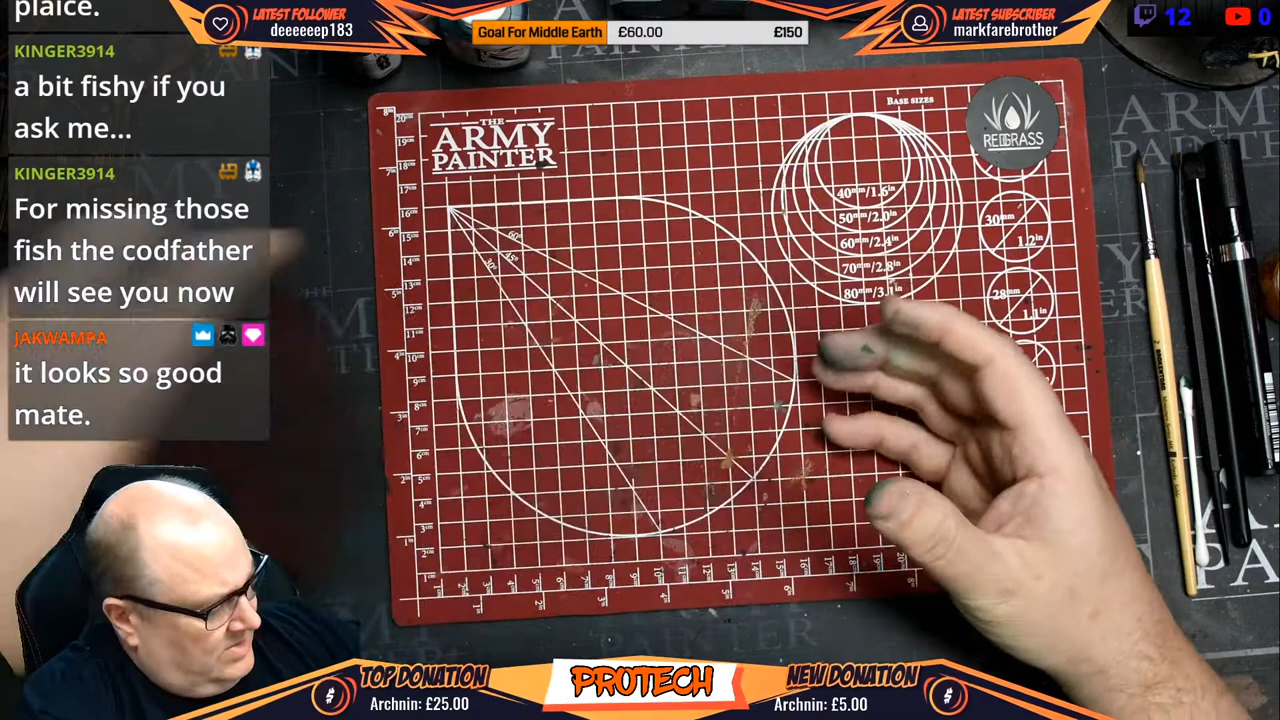 plaice.
KINGER3914
a bit fishy if you
ask me...
KINGER3914
For missing those
fish the codfather
will see you now
JAKWAMPA
it looks so good
mate.
LATEST FOLLOWER
deeeeeep183
Goal For Middle Earth £60.00 £150
LATEST SUBSCRIBER
markfarebrother
12 0
THE
ARMY
PAINTER
BASE SIZES
REDGRASS
40mm/1.6in
50mm/2.0in
60mm/2.4in
70mm/2.8in
80mm/3.1in
30mm
1.2in
28mm
1.1in
60°
45°
30°
TOP DONATION
Archnin: £25.00
PROTECH
NEW DONATION
Archnin: £5.00